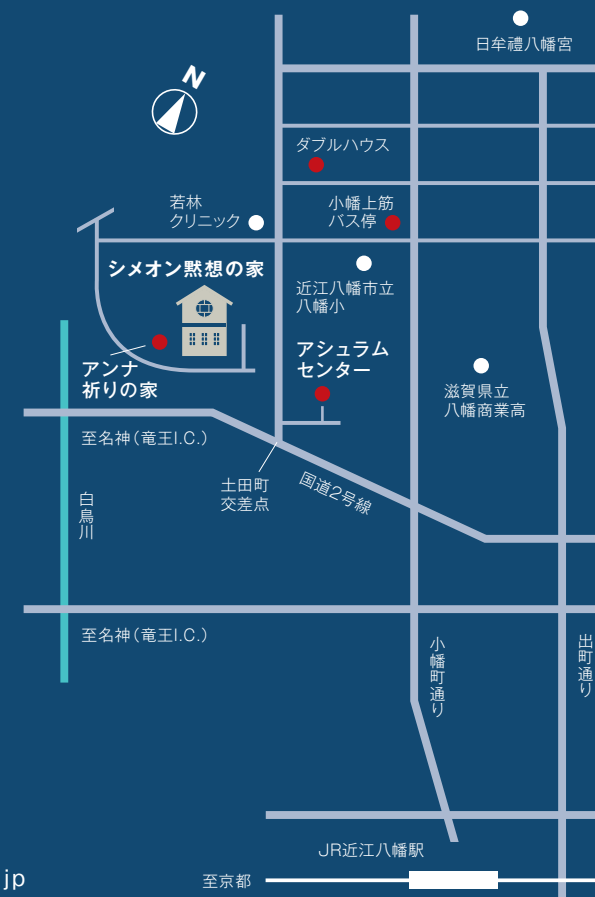 日牟禮八幡宮
N
ダブルハウス
若林
クリニック
小幡上筋
バス停
シメオン黙想の家
近江八幡市立
八幡小
アシュラム
センター
アンナ
祈りの家
滋賀県立
八幡商業高
至名神（竜王I.C.）
土田町
交差点
国道2号線
白鳥川
至名神（竜王I.C.）
小幡町通り
出町通り
JR近江八幡駅
jp
至京都